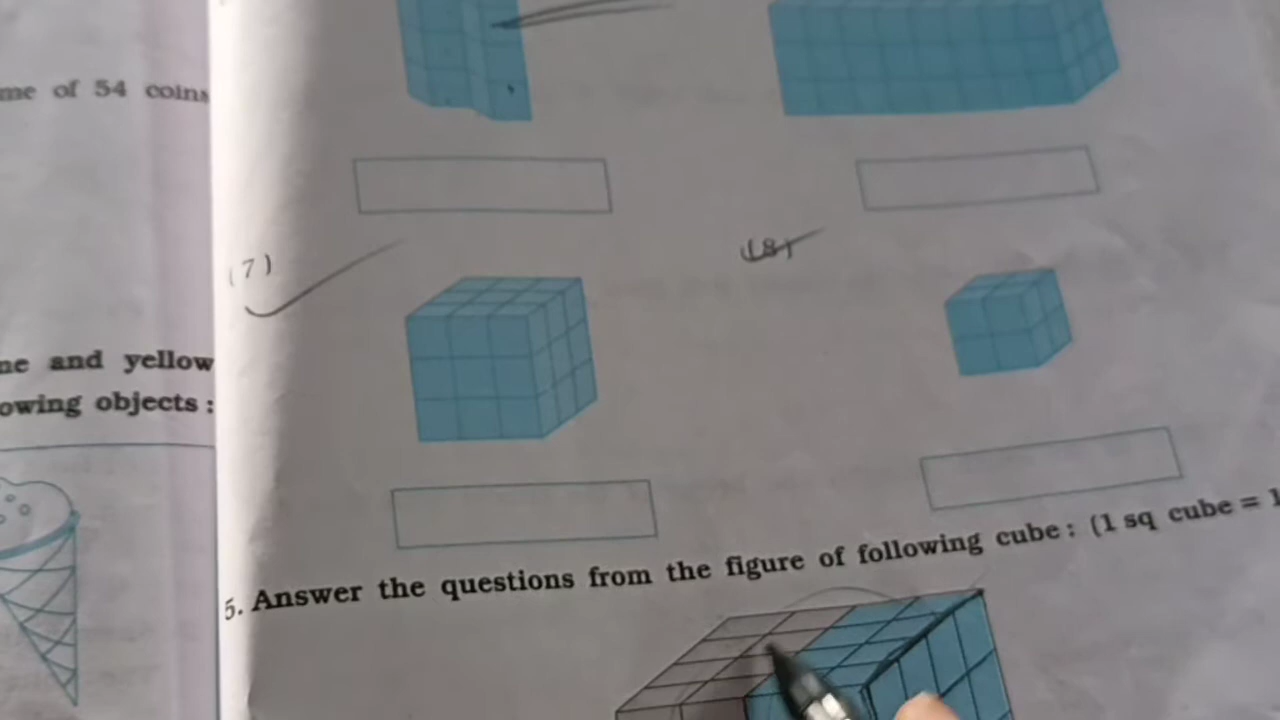 me of 54 coins
(7)
(8)
ne and yellow
owing objects :
5. Answer the questions from the figure of following cube : (1 sq cube = 1